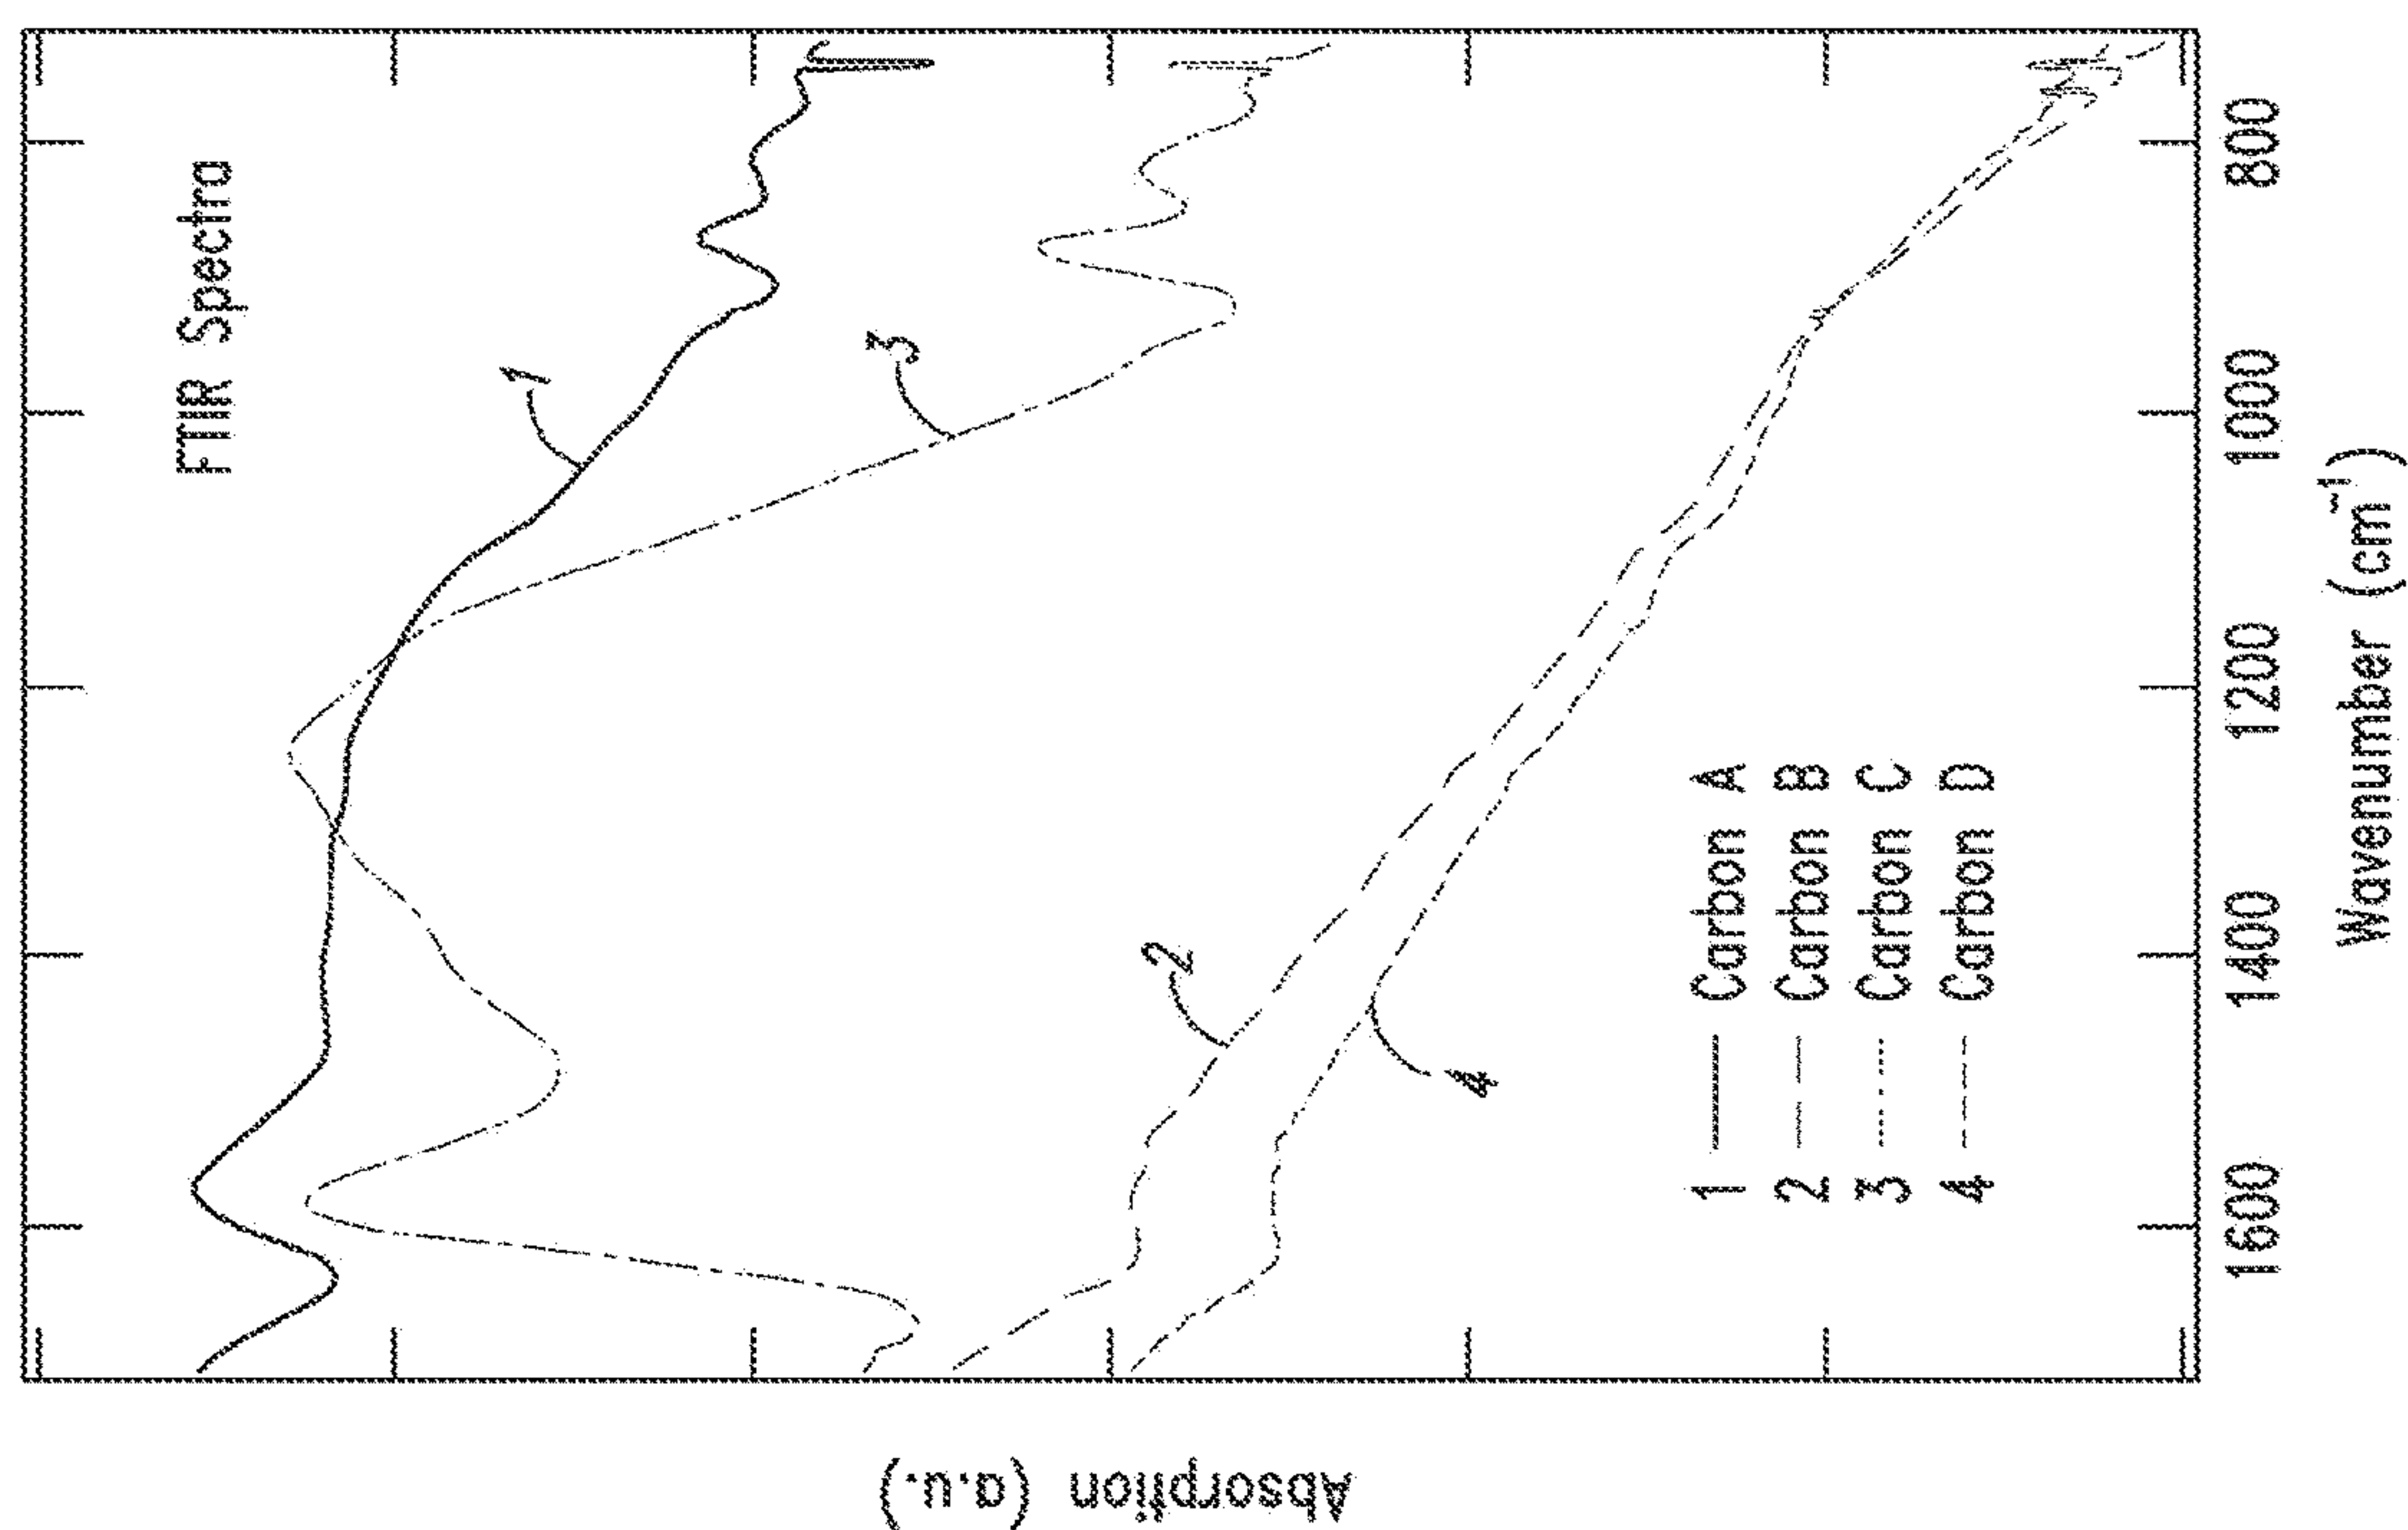 FTIR Spectra
1
3
2
4
1 Carbon A
2 Carbon B
3 Carbon C
4 Carbon D
Absorption (a.u.)
1600 1400 1200 1000 800
Wavenumber (cm⁻¹)